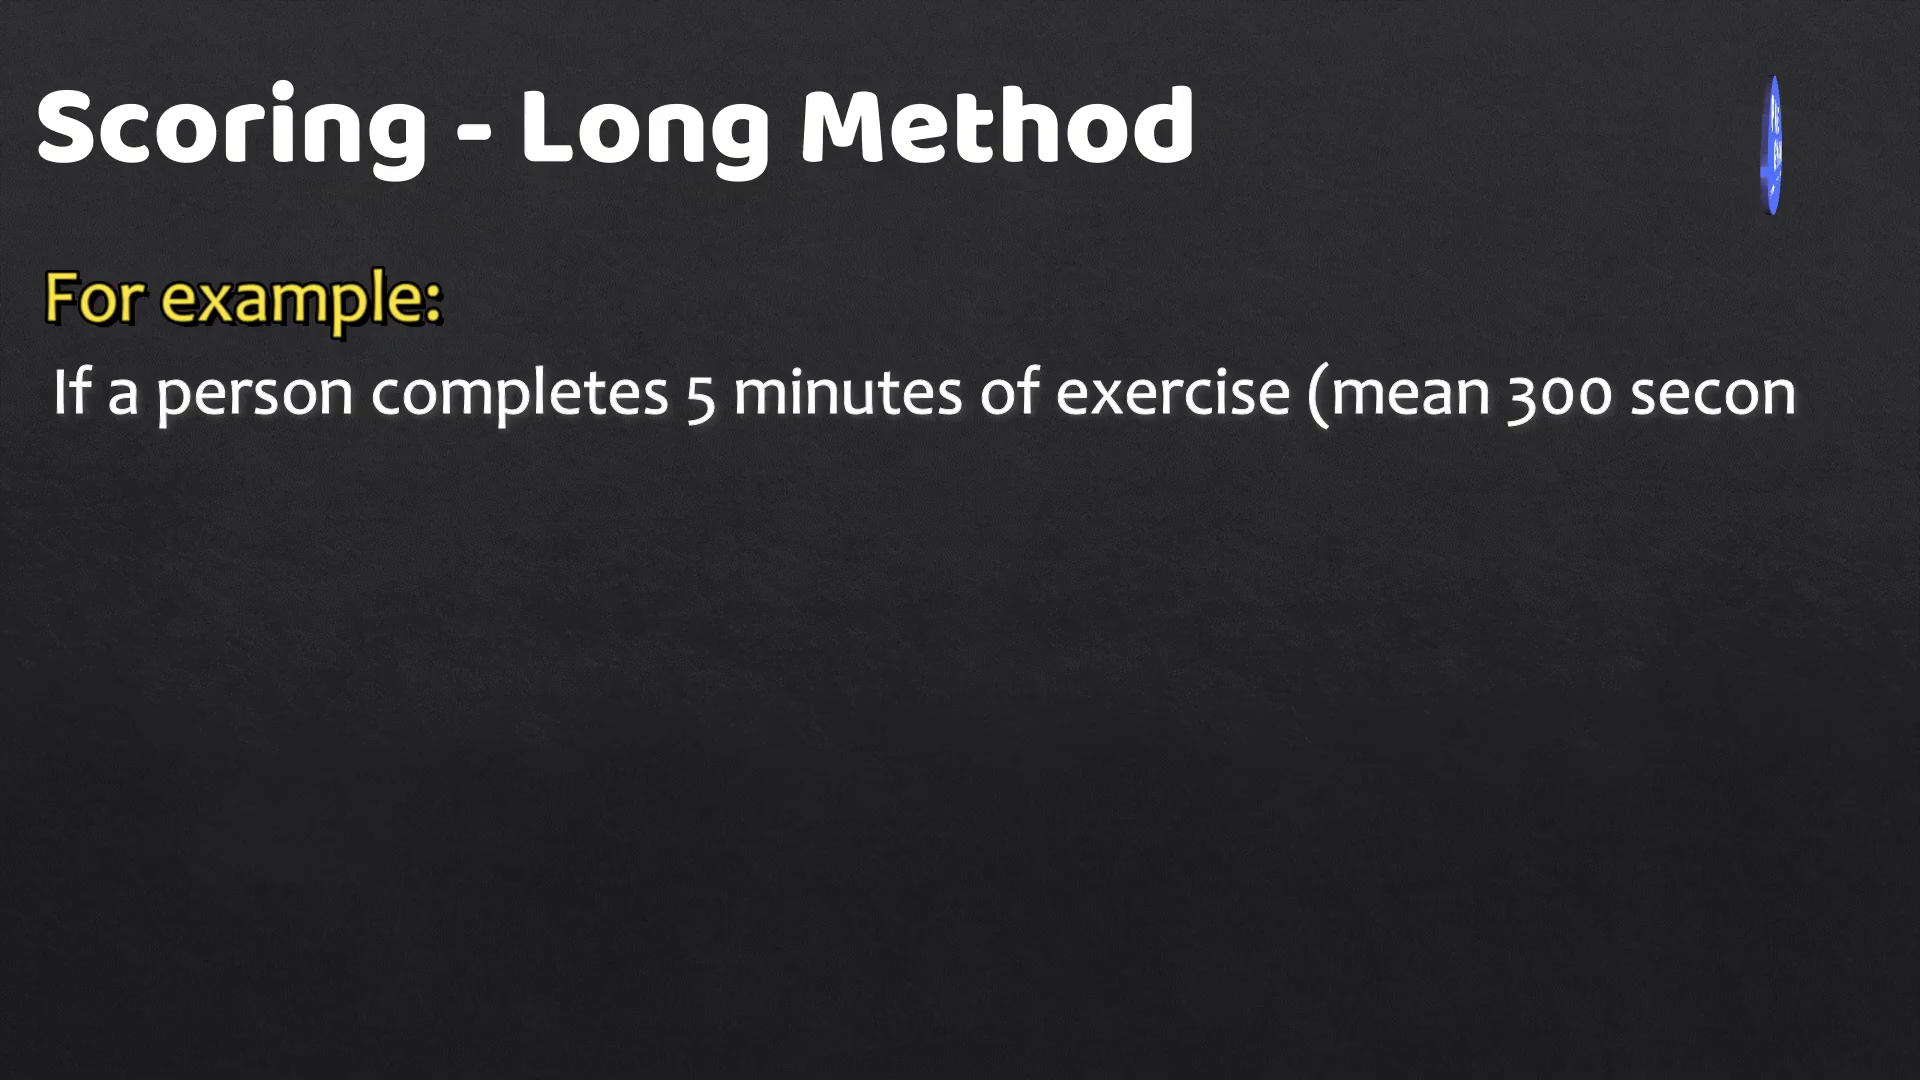 Scoring - Long Method
For example:
If a person completes 5 minutes of exercise (mean 300 secon